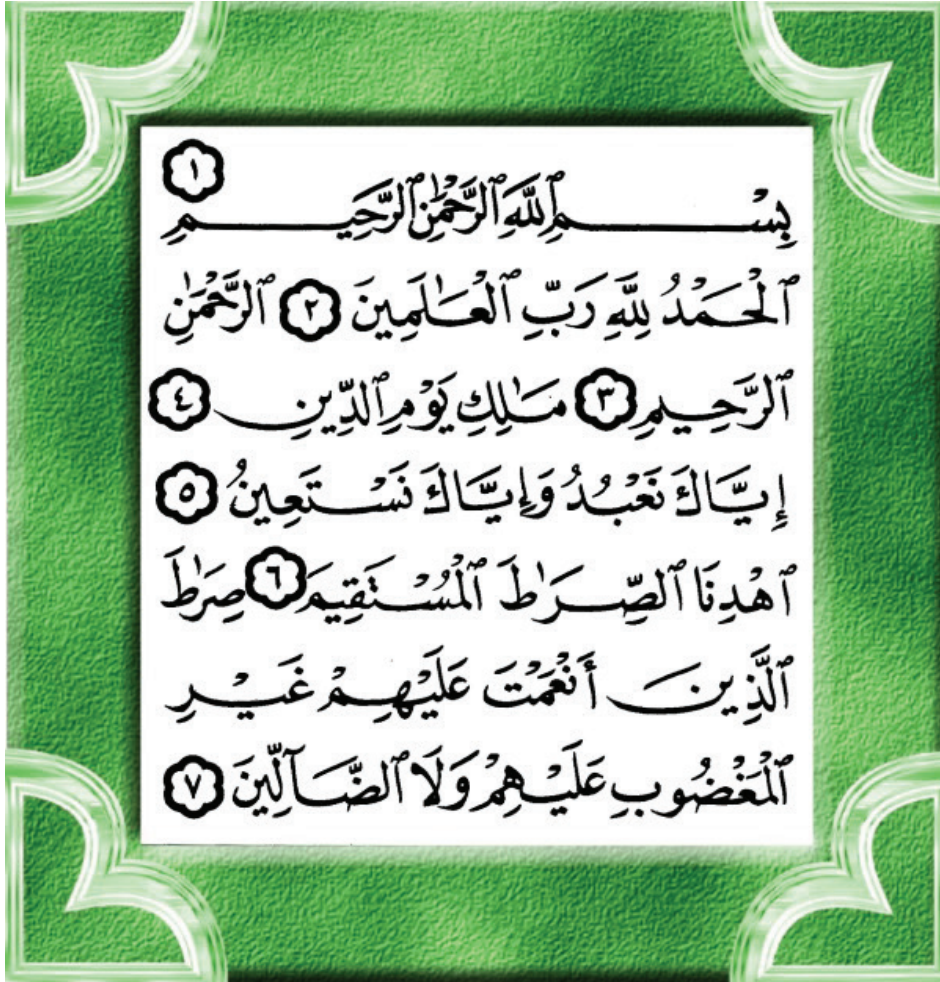 بِسْمِ ٱللَّهِ ٱلرَّحْمَٰنِ ٱلرَّحِيمِ ١
ٱلْحَمْدُ لِلَّهِ رَبِّ ٱلْعَٰلَمِينَ ٢ ٱلرَّحْمَٰنِ
ٱلرَّحِيمِ ٣ مَٰلِكِ يَوْمِ ٱلدِّينِ ٤
إِيَّاكَ نَعْبُدُ وَإِيَّاكَ نَسْتَعِينُ ٥
ٱهْدِنَا ٱلصِّرَٰطَ ٱلْمُسْتَقِيمَ ٦ صِرَٰطَ
ٱلَّذِينَ أَنْعَمْتَ عَلَيْهِمْ غَيْرِ
ٱلْمَغْضُوبِ عَلَيْهِمْ وَلَا ٱلضَّآلِّينَ ٧